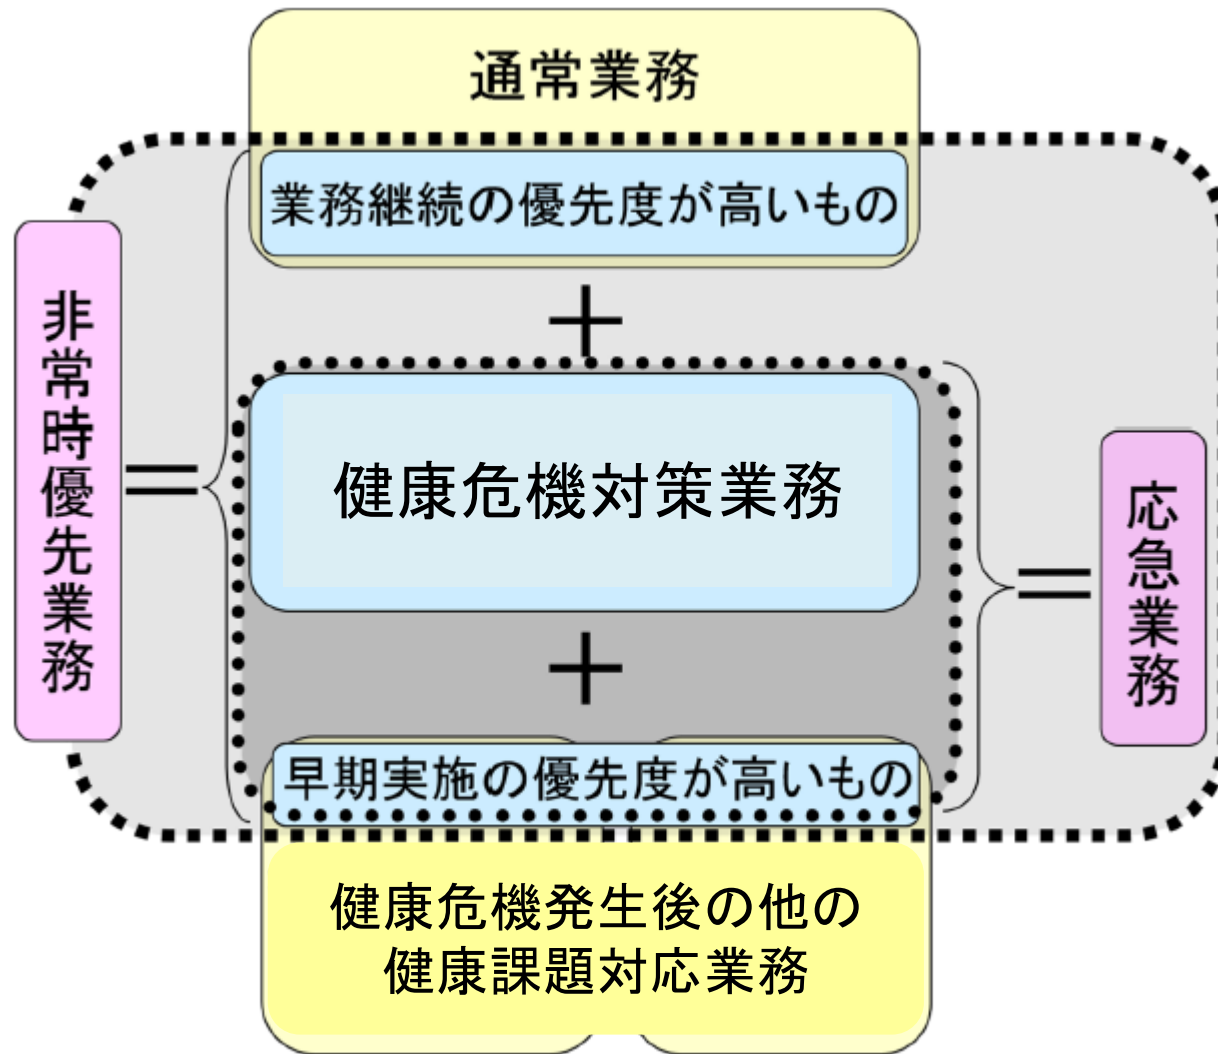 通常業務
業務継続の優先度が高いもの
＋
非常時優先業務
＝
健康危機対策業務
＝
応急業務
＋
早期実施の優先度が高いもの
健康危機発生後の他の
健康課題対応業務